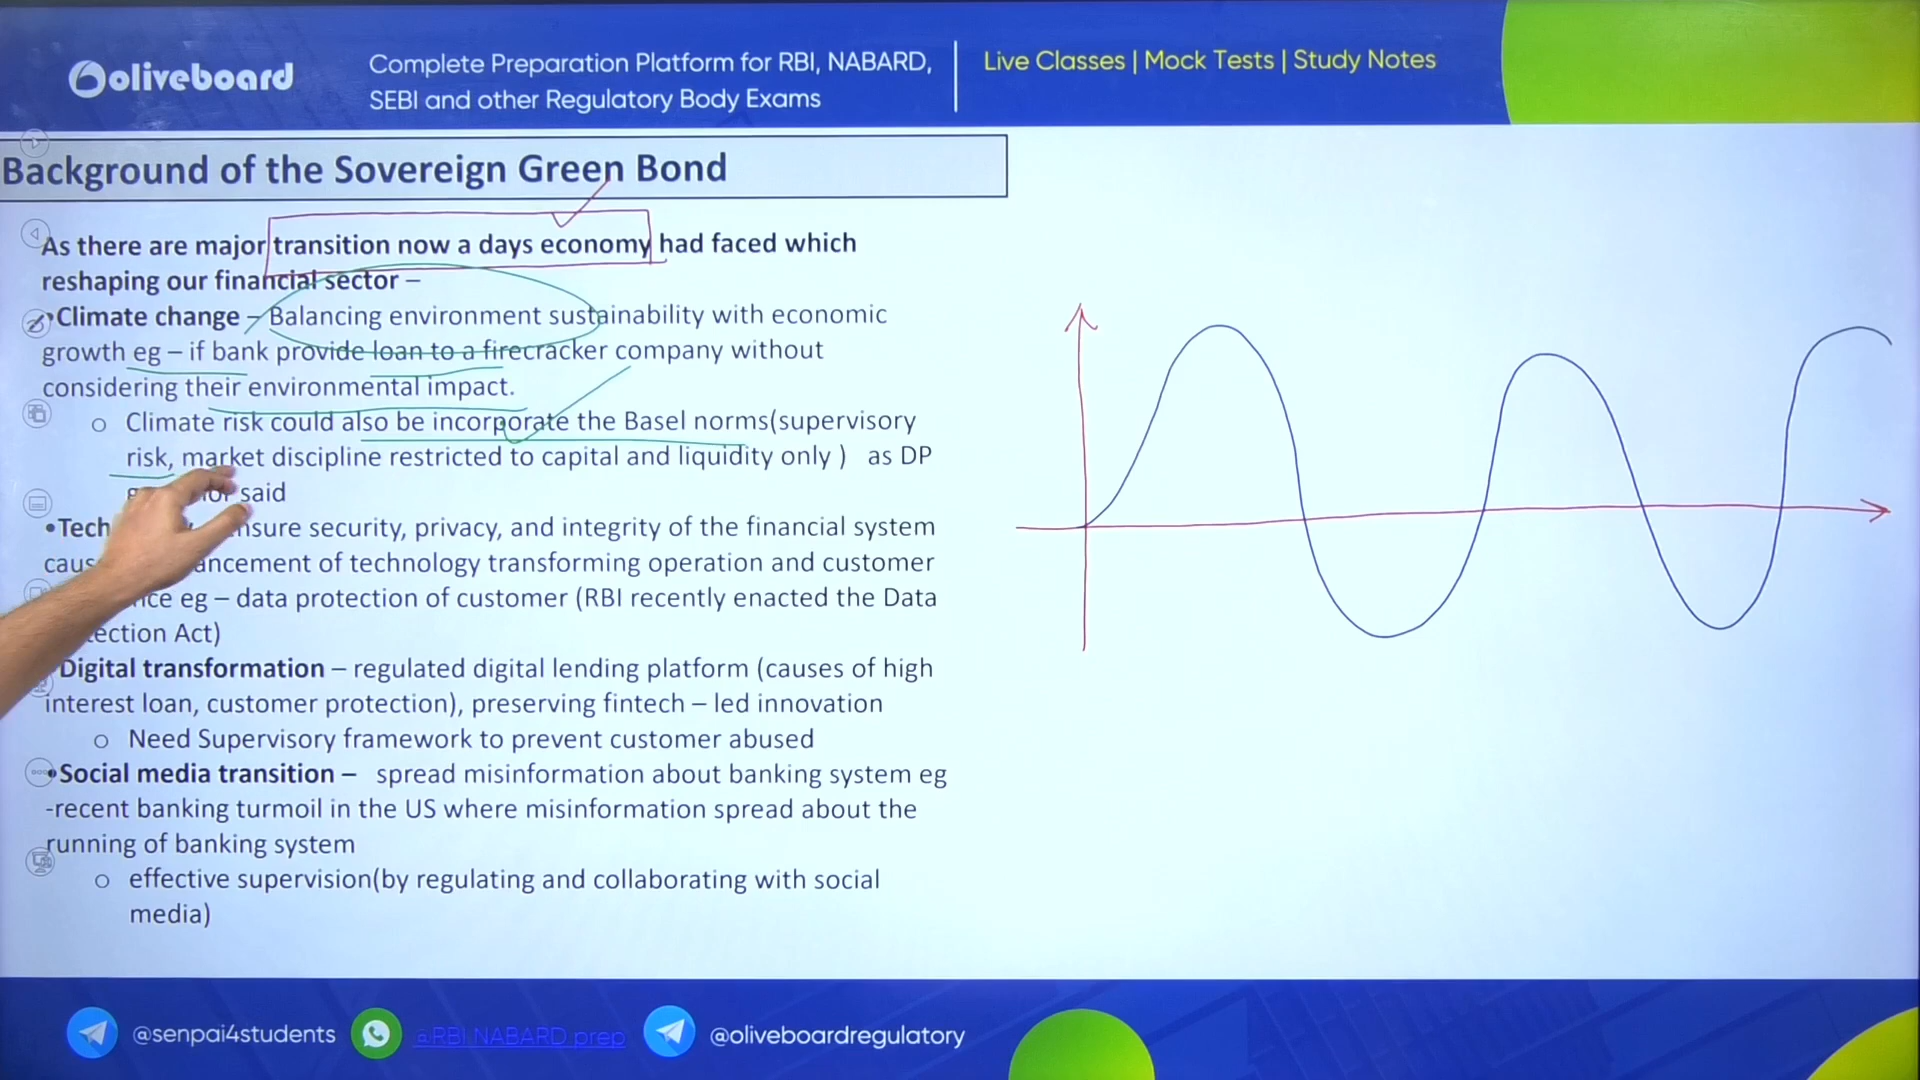 oliveboard
Complete Preparation Platform for RBI, NABARD,
SEBI and other Regulatory Body Exams
Live Classes | Mock Tests | Study Notes
Background of the Sovereign Green Bond
As there are major transition now a days economy had faced which
reshaping our financial sector –
•Climate change – Balancing environment sustainability with economic
growth eg – if bank provide loan to a firecracker company without
considering their environmental impact.
o Climate risk could also be incorporate the Basel norms(supervisory
risk, market discipline restricted to capital and liquidity only ) as DP
said
•Tech nsure security, privacy, and integrity of the financial system
caus ancement of technology transforming operation and customer
nce eg – data protection of customer (RBI recently enacted the Data
ection Act)
Digital transformation – regulated digital lending platform (causes of high
interest loan, customer protection), preserving fintech – led innovation
o Need Supervisory framework to prevent customer abused
•Social media transition – spread misinformation about banking system eg
-recent banking turmoil in the US where misinformation spread about the
running of banking system
o effective supervision(by regulating and collaborating with social
media)
@senpai4students @RBI NABARD prep @oliveboardregulatory